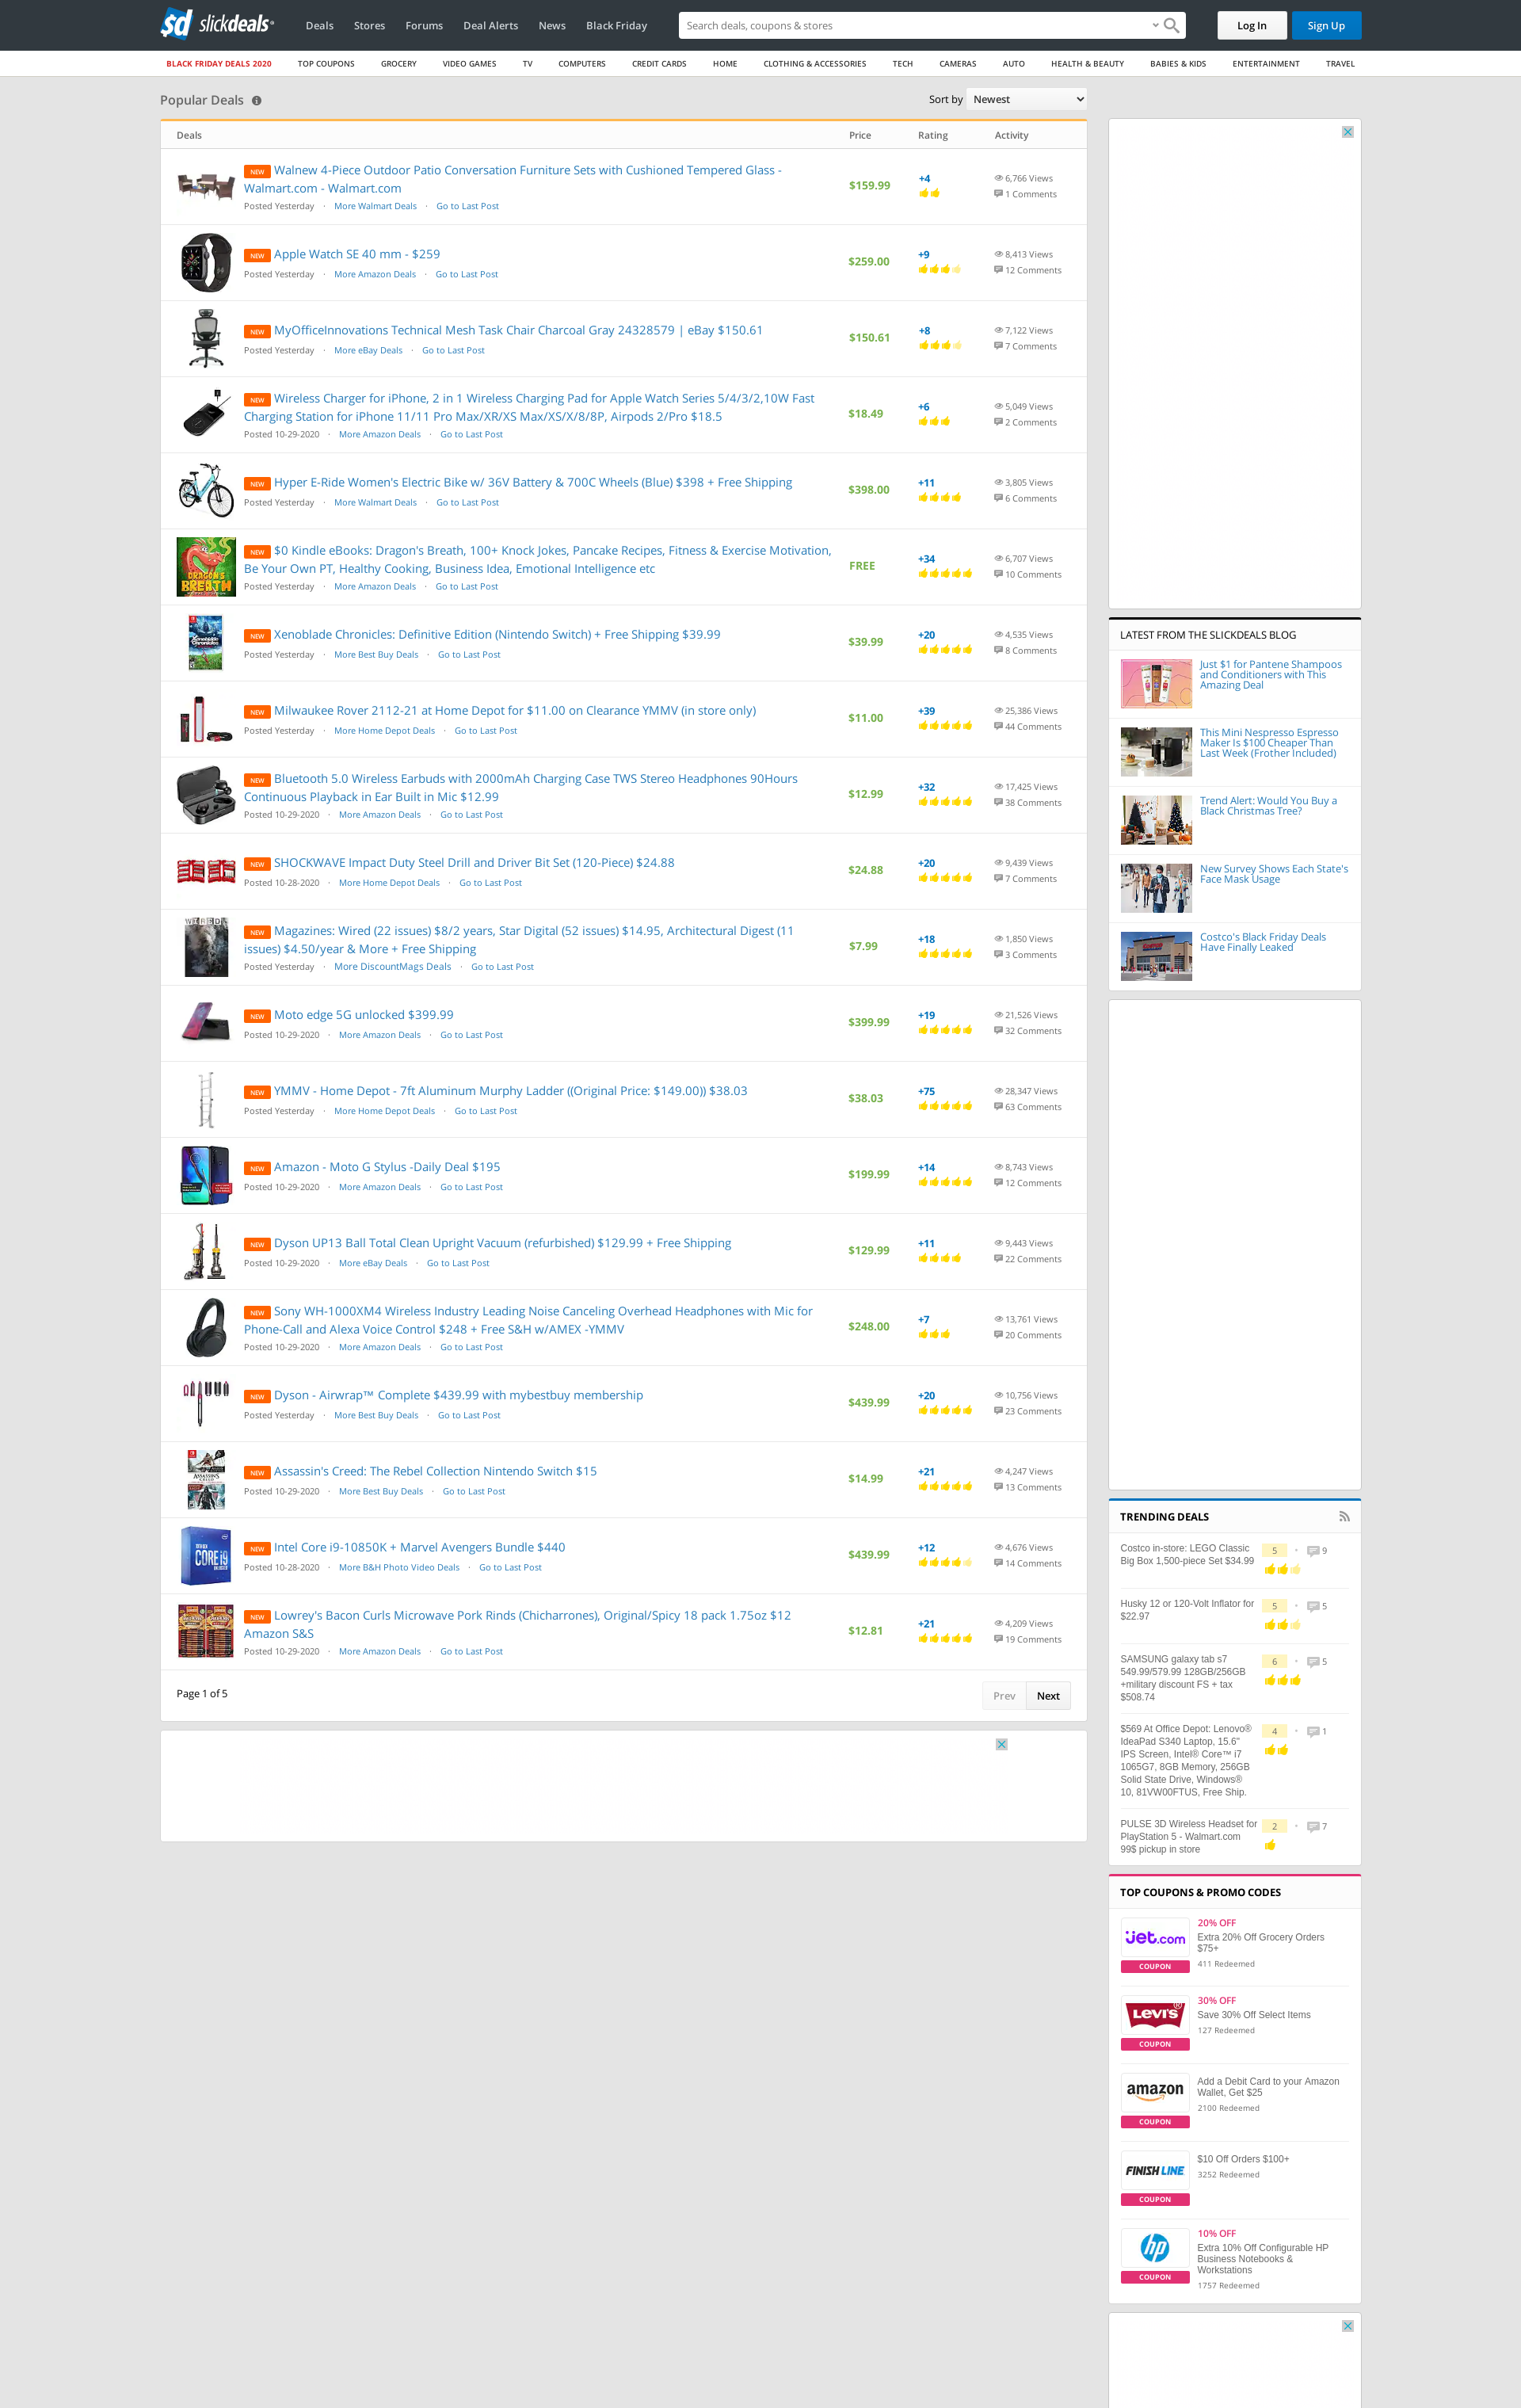 sd slickdeals®
Deals
Stores
Forums
Deal Alerts
News
Black Friday
Search deals, coupons & stores
Log In
Sign Up
BLACK FRIDAY DEALS 2020
TOP COUPONS
GROCERY
VIDEO GAMES
TV
COMPUTERS
CREDIT CARDS
HOME
CLOTHING & ACCESSORIES
TECH
CAMERAS
AUTO
HEALTH & BEAUTY
BABIES & KIDS
ENTERTAINMENT
TRAVEL
Popular Deals
Sort by Newest
Deals Price Rating Activity
NEW Walnew 4-Piece Outdoor Patio Conversation Furniture Sets with Cushioned Tempered Glass -
Walmart.com - Walmart.com
Posted Yesterday · More Walmart Deals · Go to Last Post
$159.99
+4
6,766 Views
1 Comments
NEW Apple Watch SE 40 mm - $259
Posted Yesterday · More Amazon Deals · Go to Last Post
$259.00
+9
8,413 Views
12 Comments
NEW MyOfficeInnovations Technical Mesh Task Chair Charcoal Gray 24328579 | eBay $150.61
Posted Yesterday · More eBay Deals · Go to Last Post
$150.61
+8
7,122 Views
7 Comments
NEW Wireless Charger for iPhone, 2 in 1 Wireless Charging Pad for Apple Watch Series 5/4/3/2,10W Fast
Charging Station for iPhone 11/11 Pro Max/XR/XS Max/XS/X/8/8P, Airpods 2/Pro $18.5
Posted 10-29-2020 · More Amazon Deals · Go to Last Post
$18.49
+6
5,049 Views
2 Comments
NEW Hyper E-Ride Women's Electric Bike w/ 36V Battery & 700C Wheels (Blue) $398 + Free Shipping
Posted Yesterday · More Walmart Deals · Go to Last Post
$398.00
+11
3,805 Views
6 Comments
DRAGON'S BREATH
NEW $0 Kindle eBooks: Dragon's Breath, 100+ Knock Jokes, Pancake Recipes, Fitness & Exercise Motivation,
Be Your Own PT, Healthy Cooking, Business Idea, Emotional Intelligence etc
Posted Yesterday · More Amazon Deals · Go to Last Post
FREE
+34
6,707 Views
10 Comments
NEW Xenoblade Chronicles: Definitive Edition (Nintendo Switch) + Free Shipping $39.99
Posted Yesterday · More Best Buy Deals · Go to Last Post
$39.99
+20
4,535 Views
8 Comments
NEW Milwaukee Rover 2112-21 at Home Depot for $11.00 on Clearance YMMV (in store only)
Posted Yesterday · More Home Depot Deals · Go to Last Post
$11.00
+39
25,386 Views
44 Comments
NEW Bluetooth 5.0 Wireless Earbuds with 2000mAh Charging Case TWS Stereo Headphones 90Hours
Continuous Playback in Ear Built in Mic $12.99
Posted 10-29-2020 · More Amazon Deals · Go to Last Post
$12.99
+32
17,425 Views
38 Comments
NEW SHOCKWAVE Impact Duty Steel Drill and Driver Bit Set (120-Piece) $24.88
Posted 10-28-2020 · More Home Depot Deals · Go to Last Post
$24.88
+20
9,439 Views
7 Comments
WIRED
NEW Magazines: Wired (22 issues) $8/2 years, Star Digital (52 issues) $14.95, Architectural Digest (11
issues) $4.50/year & More + Free Shipping
Posted Yesterday · More DiscountMags Deals · Go to Last Post
$7.99
+18
1,850 Views
3 Comments
NEW Moto edge 5G unlocked $399.99
Posted 10-29-2020 · More Amazon Deals · Go to Last Post
$399.99
+19
21,526 Views
32 Comments
NEW YMMV - Home Depot - 7ft Aluminum Murphy Ladder ((Original Price: $149.00)) $38.03
Posted Yesterday · More Home Depot Deals · Go to Last Post
$38.03
+75
28,347 Views
63 Comments
NEW Amazon - Moto G Stylus -Daily Deal $195
Posted 10-29-2020 · More Amazon Deals · Go to Last Post
$199.99
+14
8,743 Views
12 Comments
NEW Dyson UP13 Ball Total Clean Upright Vacuum (refurbished) $129.99 + Free Shipping
Posted 10-29-2020 · More eBay Deals · Go to Last Post
$129.99
+11
9,443 Views
22 Comments
NEW Sony WH-1000XM4 Wireless Industry Leading Noise Canceling Overhead Headphones with Mic for
Phone-Call and Alexa Voice Control $248 + Free S&H w/AMEX -YMMV
Posted 10-29-2020 · More Amazon Deals · Go to Last Post
$248.00
+7
13,761 Views
20 Comments
NEW Dyson - Airwrap™ Complete $439.99 with mybestbuy membership
Posted Yesterday · More Best Buy Deals · Go to Last Post
$439.99
+20
10,756 Views
23 Comments
NEW Assassin's Creed: The Rebel Collection Nintendo Switch $15
Posted 10-29-2020 · More Best Buy Deals · Go to Last Post
$14.99
+21
4,247 Views
13 Comments
CORE i9
NEW Intel Core i9-10850K + Marvel Avengers Bundle $440
Posted 10-28-2020 · More B&H Photo Video Deals · Go to Last Post
$439.99
+12
4,676 Views
14 Comments
NEW Lowrey's Bacon Curls Microwave Pork Rinds (Chicharrones), Original/Spicy 18 pack 1.75oz $12
Amazon S&S
Posted 10-29-2020 · More Amazon Deals · Go to Last Post
$12.81
+21
4,209 Views
19 Comments
Page 1 of 5
Prev
Next
LATEST FROM THE SLICKDEALS BLOG
Just $1 for Pantene Shampoos
and Conditioners with This
Amazing Deal
This Mini Nespresso Espresso
Maker Is $100 Cheaper Than
Last Week (Frother Included)
Trend Alert: Would You Buy a
Black Christmas Tree?
New Survey Shows Each State's
Face Mask Usage
Costco's Black Friday Deals
Have Finally Leaked
TRENDING DEALS
Costco in-store: LEGO Classic
Big Box 1,500-piece Set $34.99
5 • 9
Husky 12 or 120-Volt Inflator for
$22.97
5 • 5
SAMSUNG galaxy tab s7
549.99/579.99 128GB/256GB
+military discount FS + tax
$508.74
6 • 5
$569 At Office Depot: Lenovo®
IdeaPad S340 Laptop, 15.6"
IPS Screen, Intel® Core™ i7
1065G7, 8GB Memory, 256GB
Solid State Drive, Windows®
10, 81VW00FTUS, Free Ship.
4 • 1
PULSE 3D Wireless Headset for
PlayStation 5 - Walmart.com
99$ pickup in store
2 • 7
TOP COUPONS & PROMO CODES
jet.com
COUPON
20% OFF
Extra 20% Off Grocery Orders
$75+
411 Redeemed
LEVI'S®
COUPON
30% OFF
Save 30% Off Select Items
127 Redeemed
amazon
COUPON
Add a Debit Card to your Amazon
Wallet, Get $25
2100 Redeemed
FINISH LINE
COUPON
$10 Off Orders $100+
3252 Redeemed
hp
COUPON
10% OFF
Extra 10% Off Configurable HP
Business Notebooks &
Workstations
1757 Redeemed